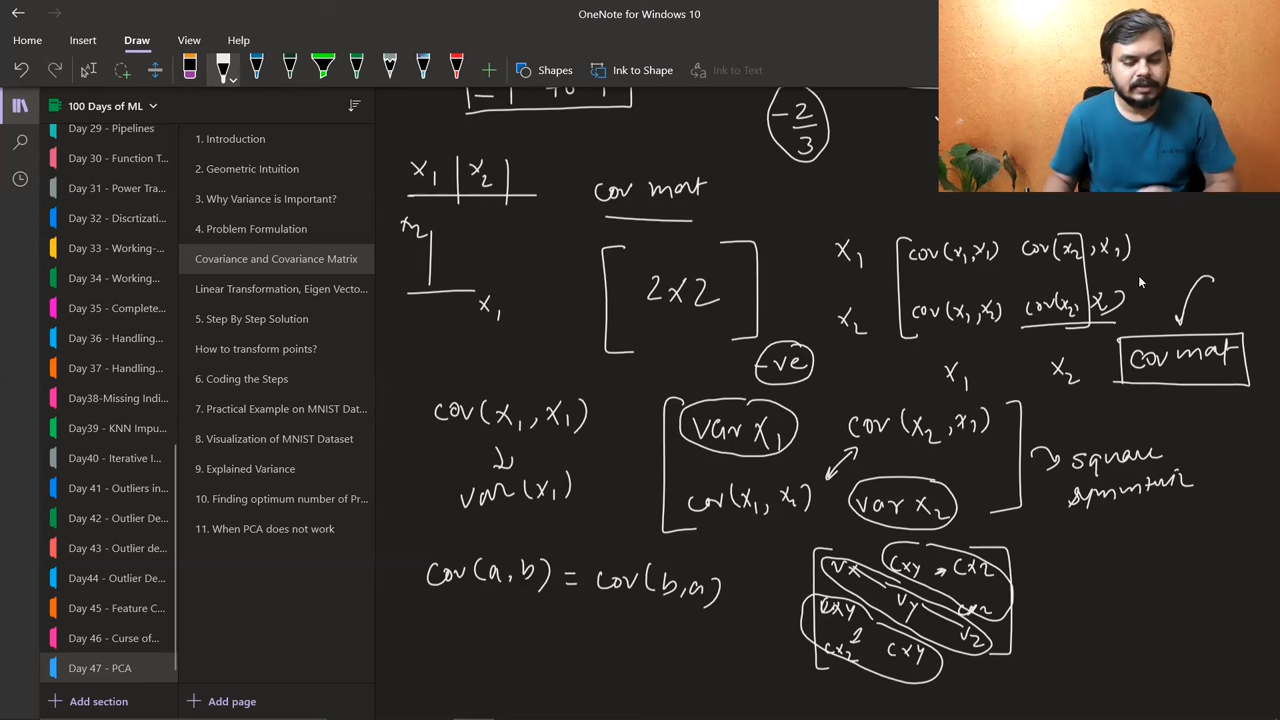 OneNote for Windows 10
Home Insert Draw View Help
Shapes Ink to Shape Ink to Text
100 Days of ML
Day 29 - Pipelines
Day 30 - Function T...
Day 31 - Power Tra...
Day 32 - Discrtizati...
Day 33 - Working-...
Day 34 - Working...
Day 35 - Complete...
Day 36 - Handling...
Day 37 - Handling...
Day38-Missing Indi...
Day39 - KNN Impu...
Day40 - Iterative I...
Day 41 - Outliers in...
Day 42 - Outlier De...
Day 43 - Outlier de...
Day44 - Outlier De...
Day 45 - Feature C...
Day 46 - Curse of...
Day 47 - PCA
Add section
1. Introduction
2. Geometric Intuition
3. Why Variance is Important?
4. Problem Formulation
Covariance and Covariance Matrix
Linear Transformation, Eigen Vecto...
5. Step By Step Solution
How to transform points?
6. Coding the Steps
7. Practical Example on MNIST Dat...
8. Visualization of MNIST Dataset
9. Explained Variance
10. Finding optimum number of Pr...
11. When PCA does not work
Add page
-2/3
x1 | x2 |
cov mat
x2
x1
[2x2]
-ve
x1 cov(x1,x1) cov(x2,x1)
x2 cov(x1,x2) cov(x2,x2)
x1 x2
cov mat
cov(x1,x1)
var(x1)
var x1 cov(x2,x1)
cov(x1,x2) var x2
square
symmetric
cov(a,b) = cov(b,a)
vx cxy cxz
cxy vy cxz
cxz cxy vz